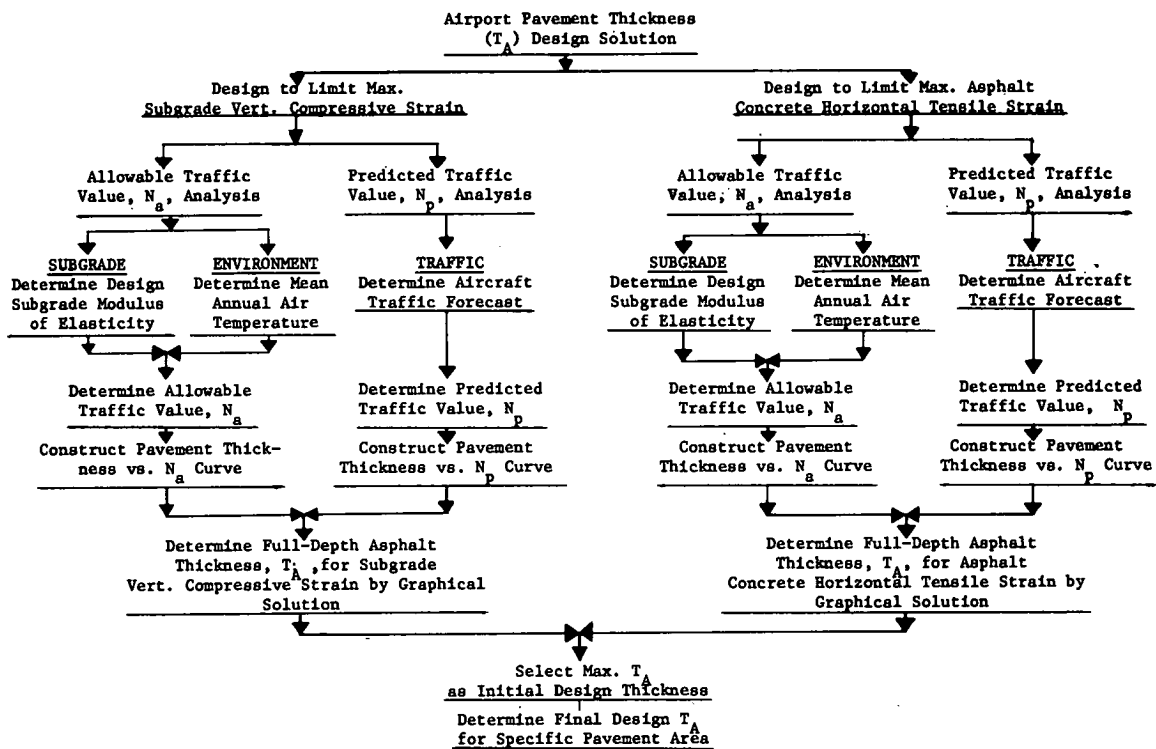 Airport Pavement Thickness
(T_A) Design Solution
Design to Limit Max.
Subgrade Vert. Compressive Strain
Design to Limit Max. Asphalt
Concrete Horizontal Tensile Strain
Allowable Traffic
Value, N_a, Analysis
Predicted Traffic
Value, N_p, Analysis
Allowable Traffic
Value, N_a, Analysis
Predicted Traffic
Value, N_p, Analysis
SUBGRADE
Determine Design
Subgrade Modulus
of Elasticity
ENVIRONMENT
Determine Mean
Annual Air
Temperature
TRAFFIC
Determine Aircraft
Traffic Forecast
SUBGRADE
Determine Design
Subgrade Modulus
of Elasticity
ENVIRONMENT
Determine Mean
Annual Air
Temperature
TRAFFIC
Determine Aircraft
Traffic Forecast
Determine Allowable
Traffic Value, N_a
Determine Predicted
Traffic Value, N_p
Determine Allowable
Traffic Value, N_a
Determine Predicted
Traffic Value, N_p
Construct Pavement Thick-
ness vs. N_a Curve
Construct Pavement
Thickness vs. N_p Curve
Construct Pavement
Thickness vs. N_a Curve
Construct Pavement
Thickness vs. N_p Curve
Determine Full-Depth Asphalt
Thickness, T_A, for Subgrade
Vert. Compressive Strain by Graphical
Solution
Determine Full-Depth Asphalt
Thickness, T_A, for Asphalt
Concrete Horizontal Tensile Strain by
Graphical Solution
Select Max. T_A
as Initial Design Thickness
Determine Final Design T_A
for Specific Pavement Area